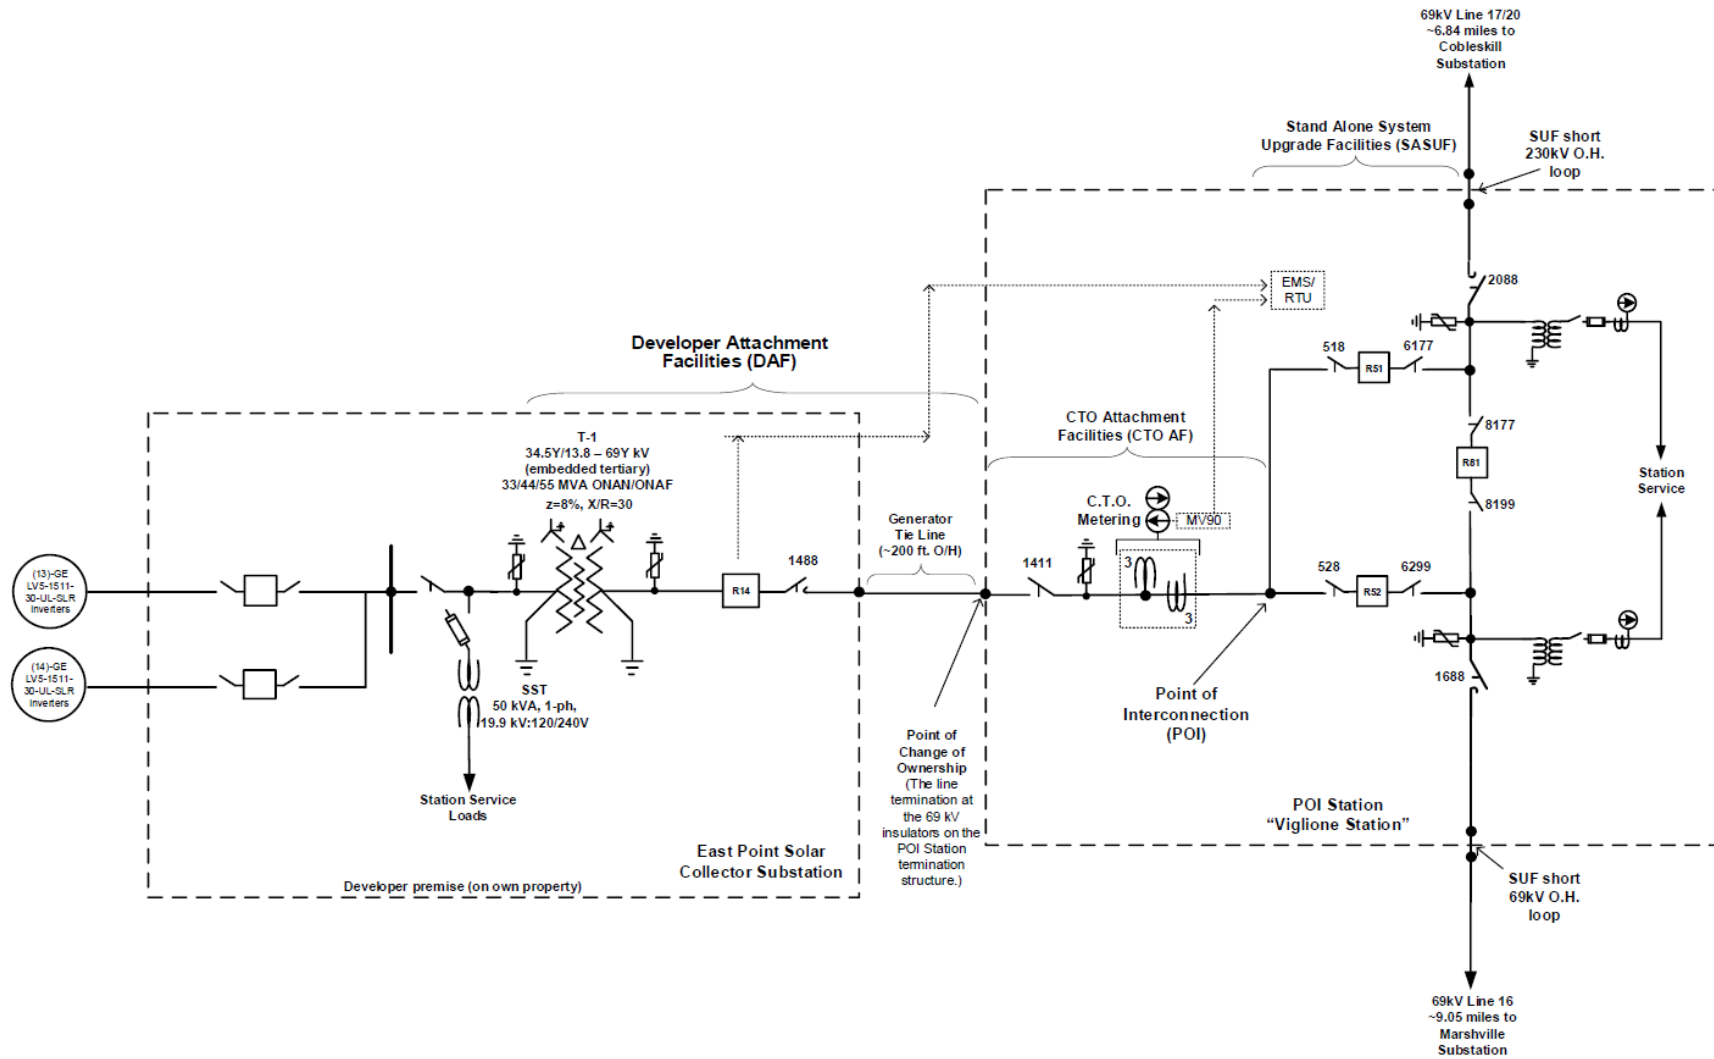 69kV Line 17/20
~6.84 miles to
Cobleskill
Substation
Stand Alone System
Upgrade Facilities (SASUF)
SUF short
230kV O.H.
loop
2088
EMS/
RTU
Developer Attachment
Facilities (DAF)
518
R51
6177
CTO Attachment
Facilities (CTO AF)
8177
R81
8199
Station
Service
T-1
34.5Y/13.8 – 69Y kV
(embedded tertiary)
33/44/55 MVA ONAN/ONAF
z=8%, X/R=30
C.T.O.
Metering
MV90
Generator
Tie Line
(~200 ft. O/H)
1488
R14
1411
3
3
528
R52
6299
(13)-GE
LV5-1511-
30-UL-SLR
Inverters
(14)-GE
LV5-1511-
30-UL-SLR
Inverters
SST
50 kVA, 1-ph,
19.9 kV:120/240V
Station Service
Loads
1688
Point of
Interconnection
(POI)
Point of
Change of
Ownership
(The line
termination at
the 69 kV
insulators on the
POI Station
termination
structure.)
POI Station
“Viglione Station”
East Point Solar
Collector Substation
Developer premise (on own property)
SUF short
69kV O.H.
loop
69kV Line 16
~9.05 miles to
Marshville
Substation